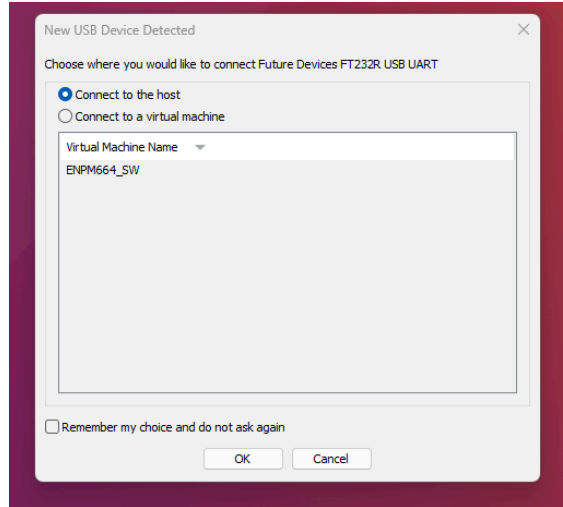 New USB Device Detected
Choose where you would like to connect Future Devices FT232R USB UART
Connect to the host
Connect to a virtual machine
Virtual Machine Name
ENPM664_SW
Remember my choice and do not ask again
OK Cancel